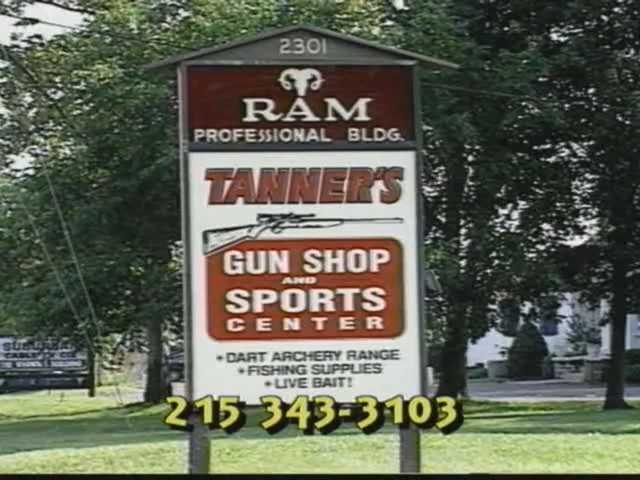 2301
RAM
PROFESSIONAL BLDG.
TANNER'S
GUN SHOP
AND
SPORTS
CENTER
•DART ARCHERY RANGE
•FISHING SUPPLIES
•LIVE BAIT!
215 343-3103